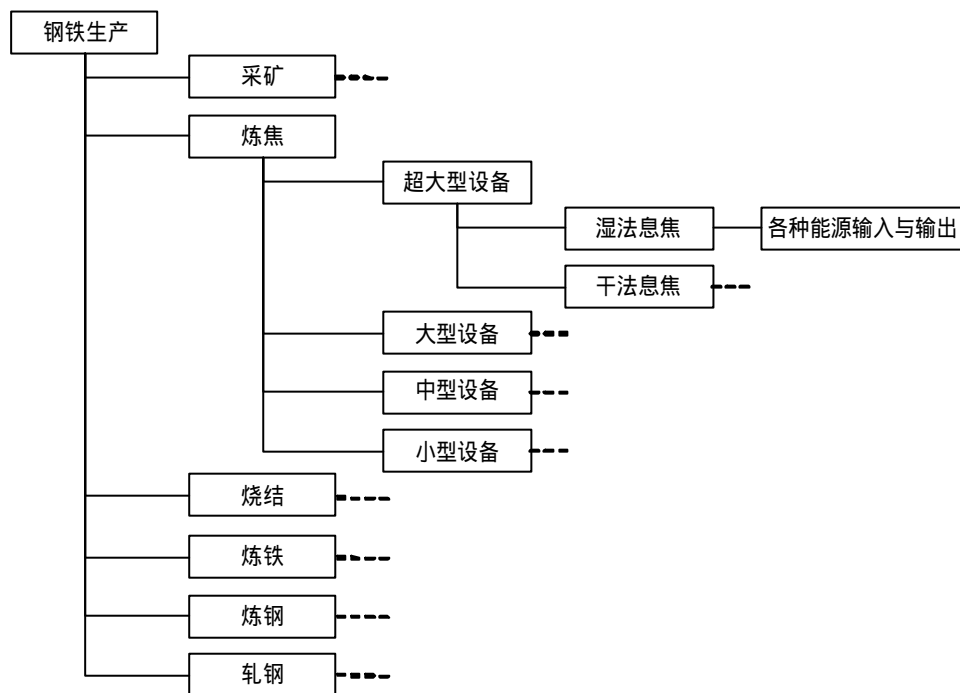 钢铁生产
采矿
炼焦
超大型设备
湿法息焦
各种能源输入与输出
干法息焦
大型设备
中型设备
小型设备
烧结
炼铁
炼钢
轧钢